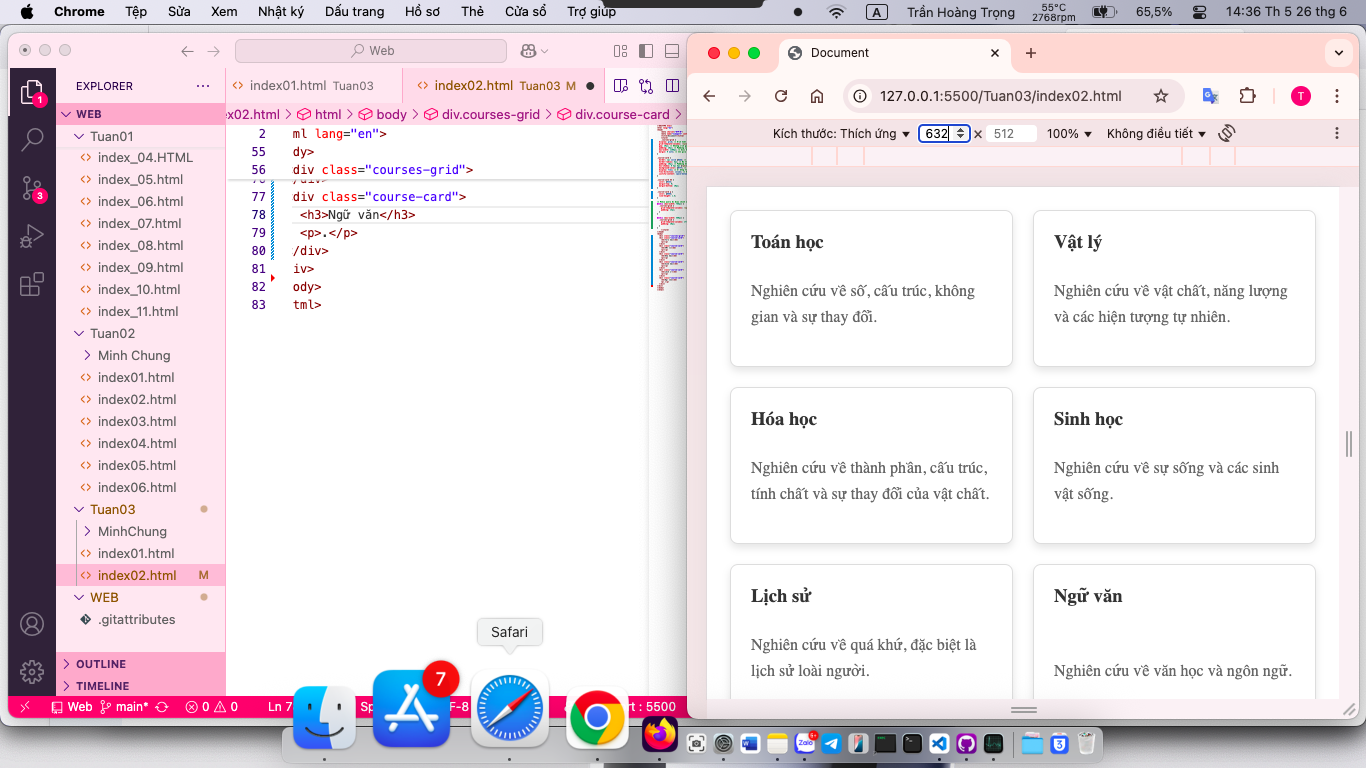 Chrome Tệp Sửa Xem Nhật ký Dấu trang Hồ sơ Thẻ Cửa sổ Trợ giúp A Trần Hoàng Trọng 55°C 2768rpm 65,5% 14:36 Th 5 26 thg 6
Web
EXPLORER
WEB
Tuan01
index_04.HTML
index_05.html
index_06.html
index_07.html
index_08.html
index_09.html
index_10.html
index_11.html
Tuan02
Minh Chung
index01.html
index02.html
index03.html
index04.html
index05.html
index06.html
Tuan03
MinhChung
index01.html
index02.html M
WEB
.gitattributes
OUTLINE
TIMELINE
1
3
index01.html Tuan03 index02.html Tuan03 M
ex02.html > html > body > div.courses-grid > div.course-card >
2 ml lang="en">
55 dy>
56 div class="courses-grid">
77 div class="course-card">
78 <h3>Ngữ văn</h3>
79 <p>.</p>
80 /div>
81 iv>
82 ody>
83 tml>
Web main* 0 0 Ln 7 Sp F-8 rt : 5500
Document
127.0.0.1:5500/Tuan03/index02.html T
Kích thước: Thích ứng 632 × 512 100% Không điều tiết
Toán học
Nghiên cứu về số, cấu trúc, không
gian và sự thay đổi.
Vật lý
Nghiên cứu về vật chất, năng lượng
và các hiện tượng tự nhiên.
Hóa học
Nghiên cứu về thành phần, cấu trúc,
tính chất và sự thay đổi của vật chất.
Sinh học
Nghiên cứu về sự sống và các sinh
vật sống.
Lịch sử
Nghiên cứu về quá khứ, đặc biệt là
lịch sử loài người.
Ngữ văn
Nghiên cứu về văn học và ngôn ngữ.
Safari
7
Zalo
3